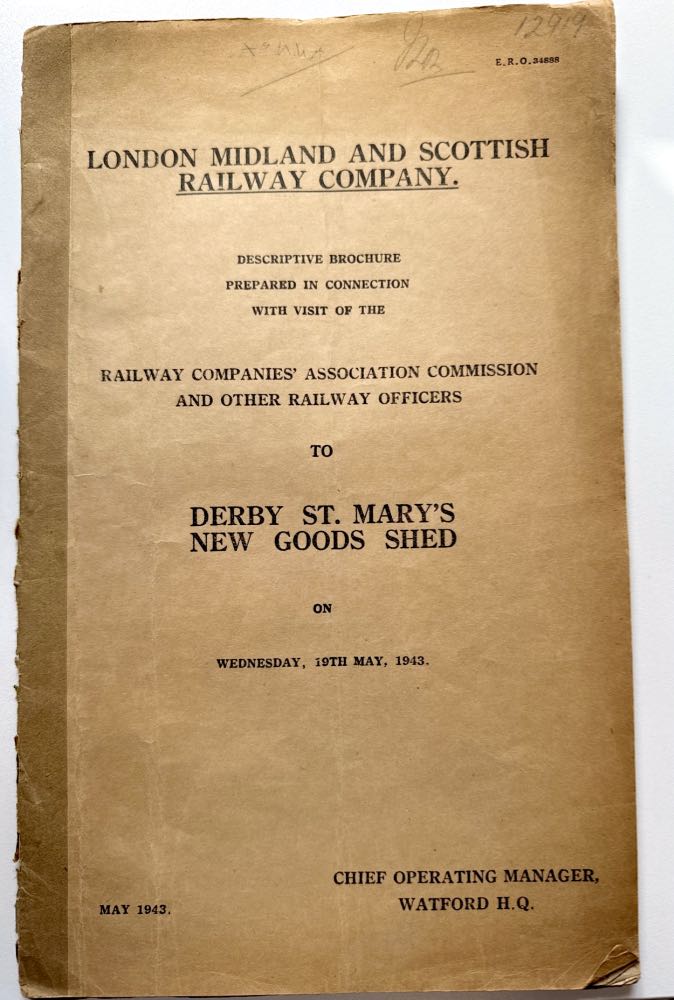 12919
E.R.O.34888
LONDON MIDLAND AND SCOTTISH
RAILWAY COMPANY.
DESCRIPTIVE BROCHURE
PREPARED IN CONNECTION
WITH VISIT OF THE
RAILWAY COMPANIES' ASSOCIATION COMMISSION
AND OTHER RAILWAY OFFICERS
TO
DERBY ST. MARY'S
NEW GOODS SHED
ON
WEDNESDAY, 19TH MAY, 1943.
CHIEF OPERATING MANAGER,
WATFORD H.Q.
MAY 1943.